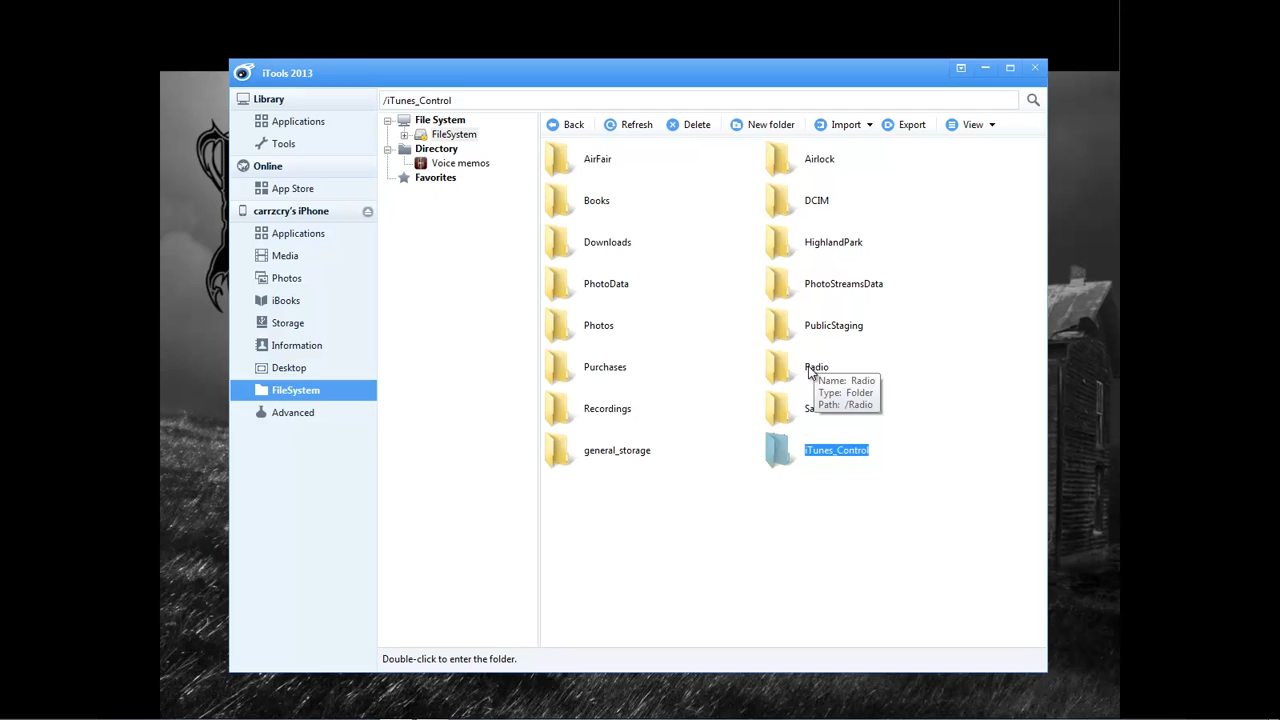 iTools 2013
Library
Applications
Tools
Online
App Store
carrzcry's iPhone
Applications
Media
Photos
iBooks
Storage
Information
Desktop
FileSystem
Advanced
/iTunes_Control
File System
FileSystem
Directory
Voice memos
Favorites
Back Refresh Delete New folder Import Export View
AirFair Airlock
Books DCIM
Downloads HighlandPark
PhotoData PhotoStreamsData
Photos PublicStaging
Purchases Radio
Name: Radio
Type: Folder
Path: /Radio
Recordings
general_storage iTunes_Control
Double-click to enter the folder.